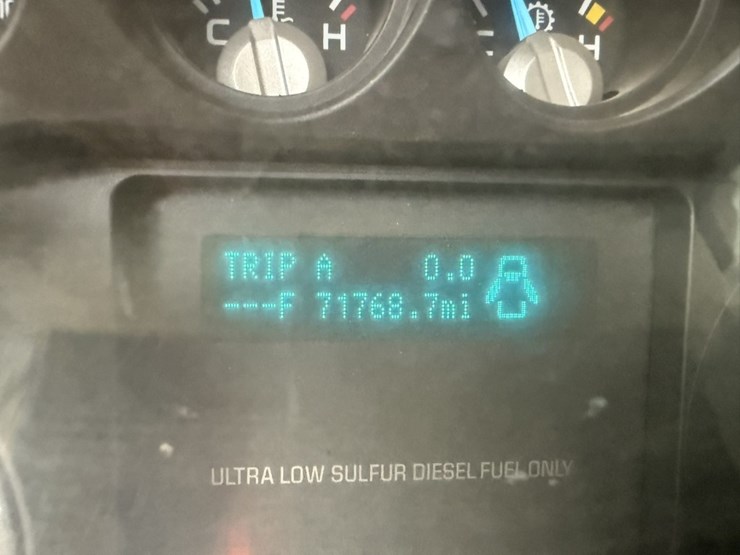 C H
C H
TRIP A 0.0
---F 71768.7mi
ULTRA LOW SULFUR DIESEL FUEL ONLY